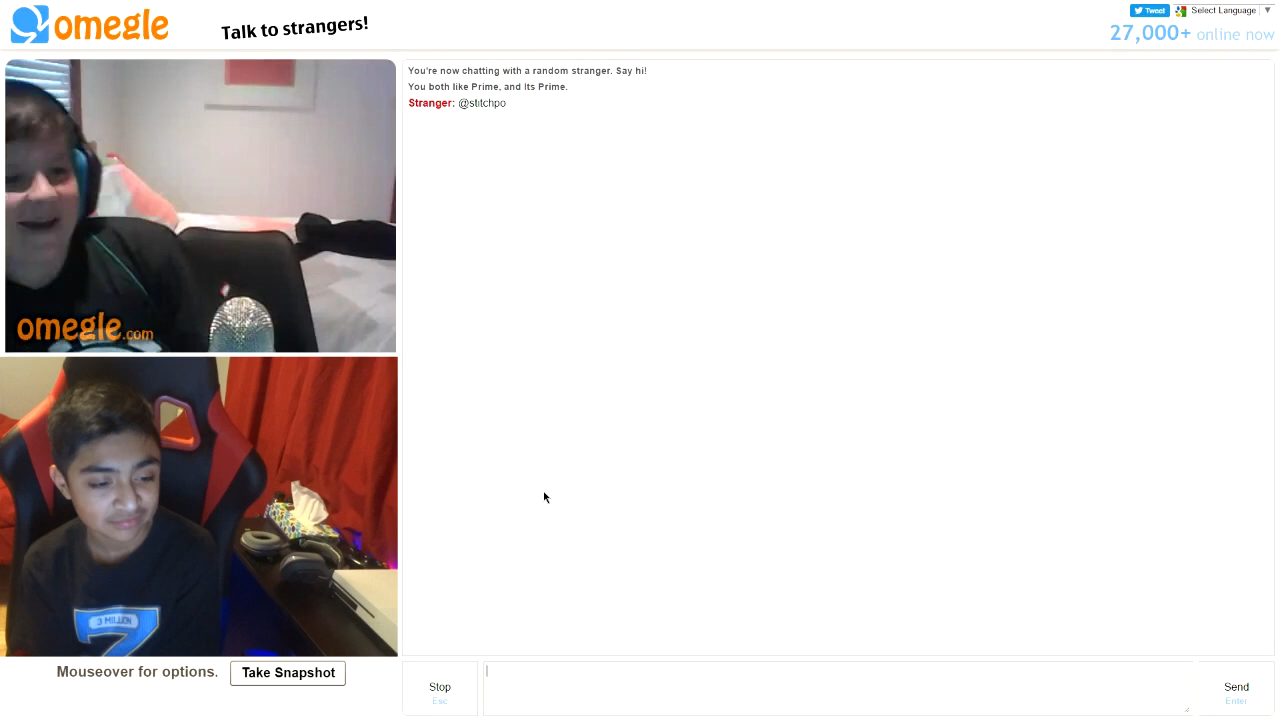 omegle
Talk to strangers!
Tweet
Select Language
27,000+ online now
You're now chatting with a random stranger. Say hi!
You both like Prime, and Its Prime.
Stranger: @stitchpo
omegle.com
3 MILLION
Mouseover for options.
Take Snapshot
Stop
Esc
Send
Enter